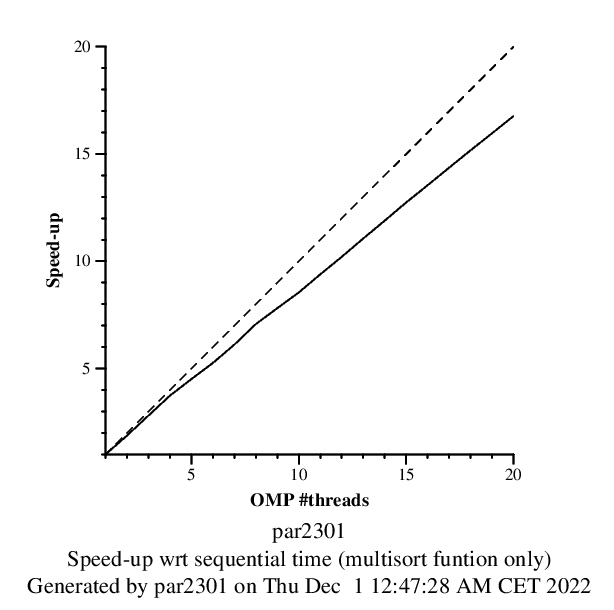 20
15
10
5
Speed-up
5
10
15
20
OMP #threads
par2301
Speed-up wrt sequential time (multisort funtion only)
Generated by par2301 on Thu Dec  1 12:47:28 AM CET 2022